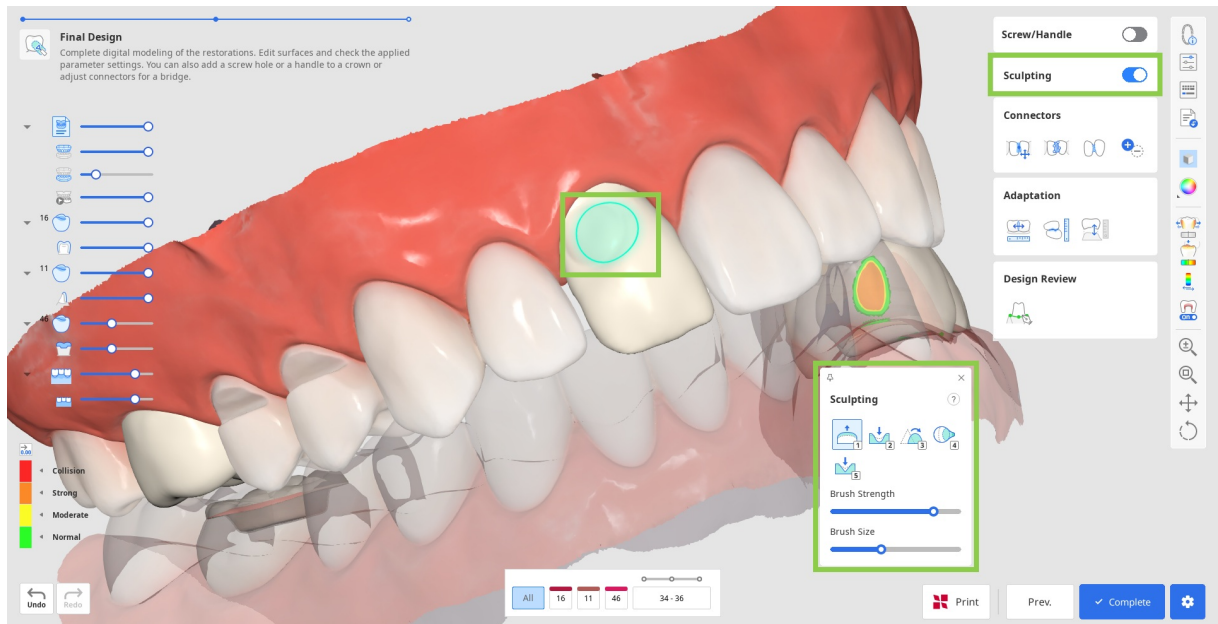 Final Design
Complete digital modeling of the restorations. Edit surfaces and check the applied
parameter settings. You can also add a screw hole or a handle to a crown or
adjust connectors for a bridge.
16
11
46
0.00
Collision
Strong
Moderate
Normal
Undo
Redo
All
16
11
46
34 - 36
Screw/Handle
Sculpting
Connectors
Adaptation
Design Review
Sculpting
?
1
2
3
4
5
Brush Strength
Brush Size
Print
Prev.
Complete
ON